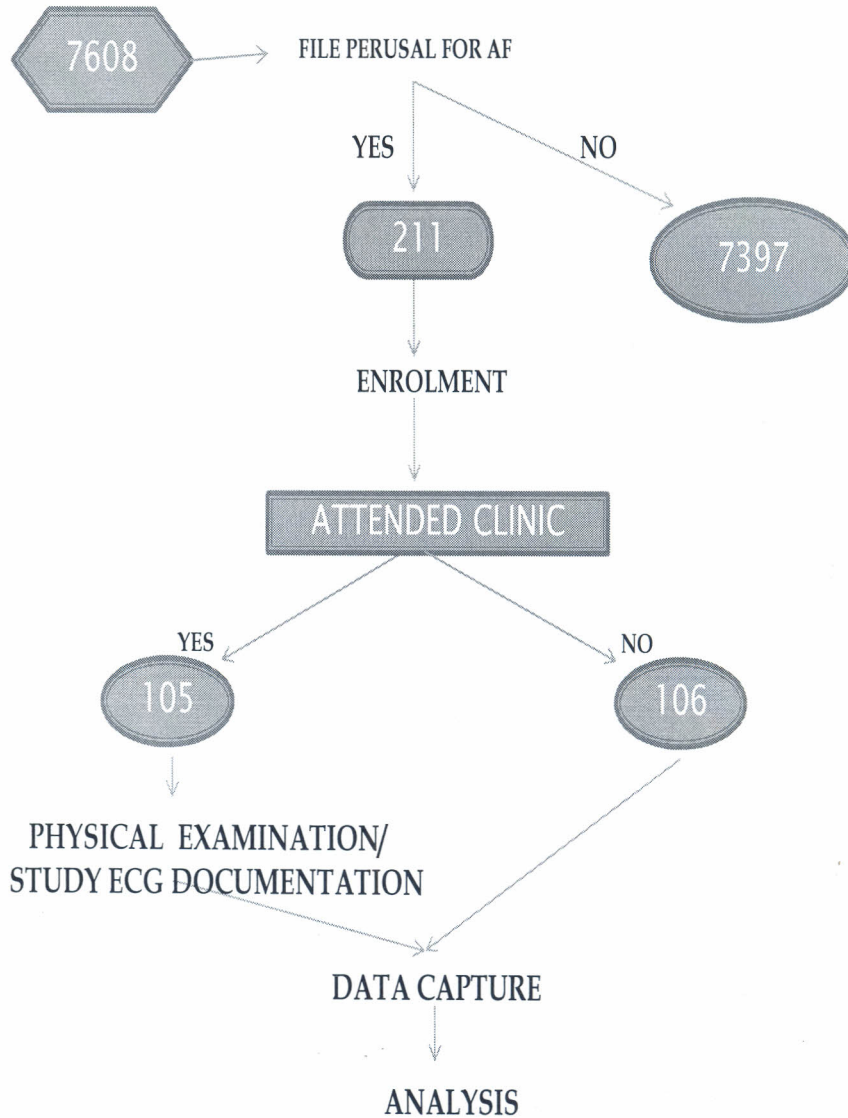 7608
FILE PERUSAL FOR AF
YES
NO
211
7397
ENROLMENT
ATTENDED CLINIC
YES
NO
105
106
PHYSICAL EXAMINATION/
STUDY ECG DOCUMENTATION
DATA CAPTURE
ANALYSIS